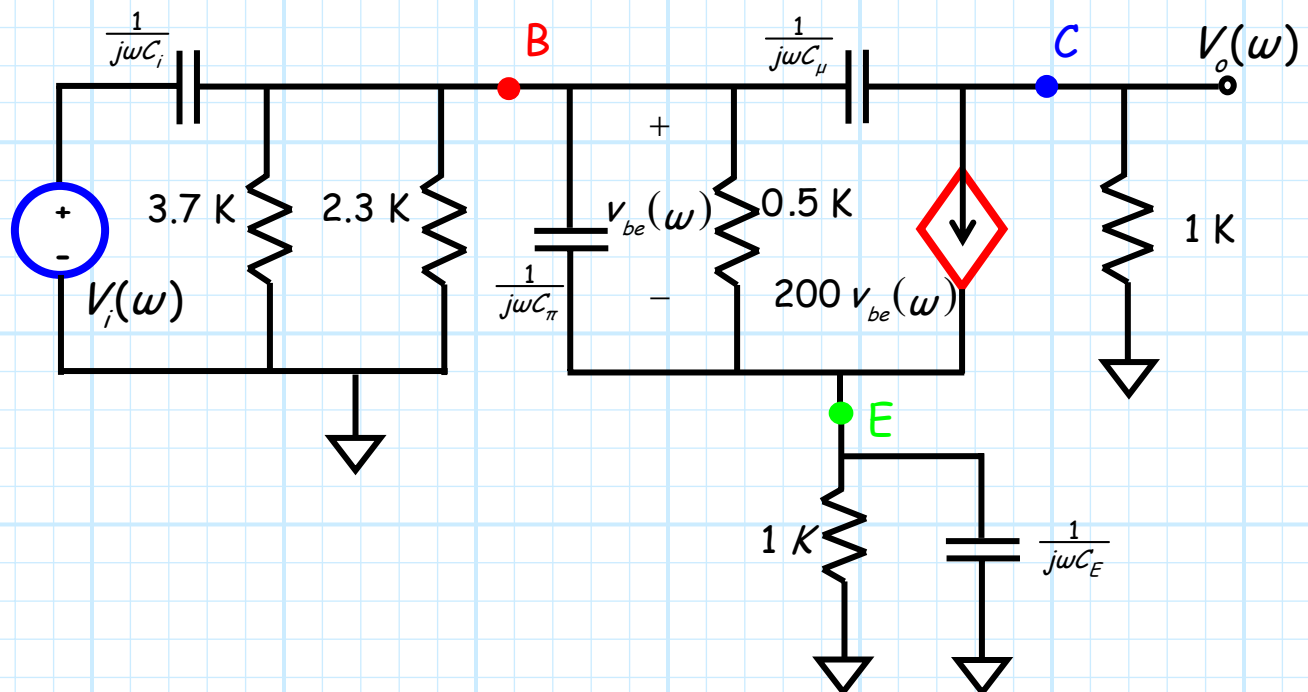 1/jωC_i
B
1/jωC_μ
C
V_o(ω)
+
3.7 K
2.3 K
v_be(ω)
0.5 K
+
-
1 K
V_i(ω)
1/jωC_π
−
200 v_be(ω)
E
1 K
1/jωC_E